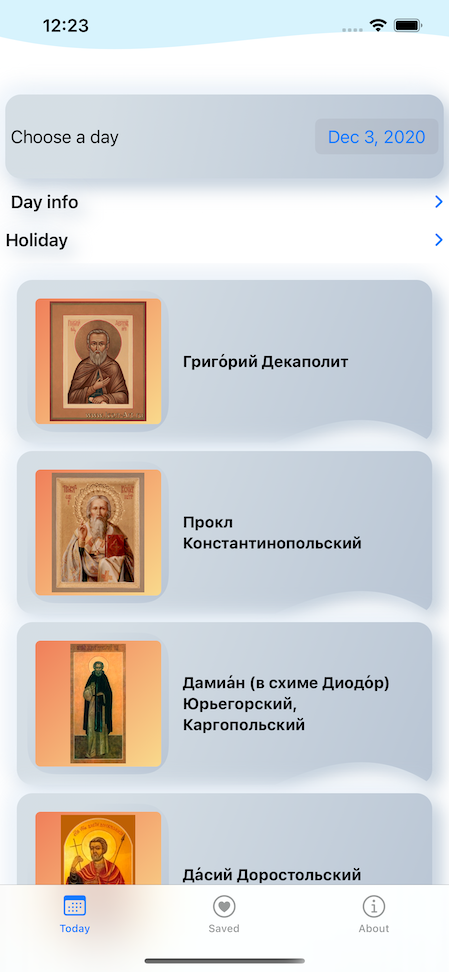 12:23
Choose a day
Dec 3, 2020
Day info
Holiday
Григо́рий Декаполит
Прокл
Константинопольский
Дамиа́н (в схиме Диодо́р)
Юрьегорский,
Каргопольский
Да́сий Доростольский
Today
Saved
About